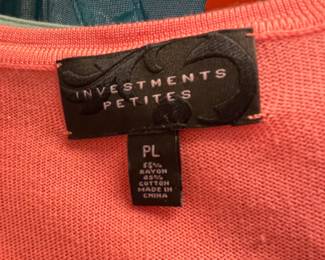 INVESTMENTS
PETITES
PL
55%
RAYON
45%
COTTON
MADE IN
CHINA